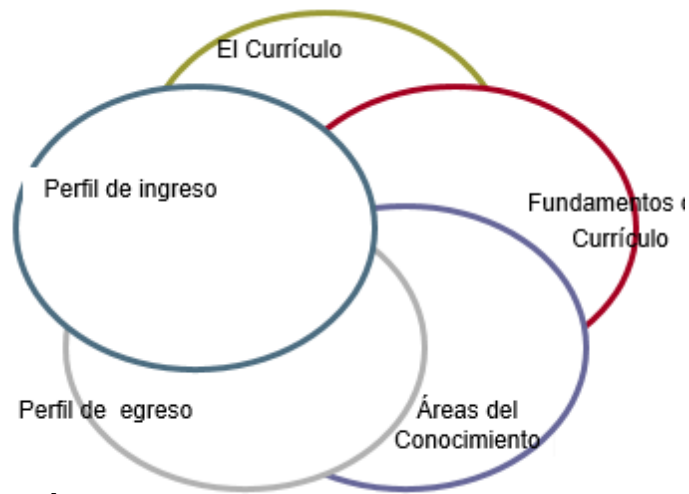 El Currículo
Perfil de ingreso
Fundamentos
Currículo
Perfil de egreso
Áreas del
Conocimiento